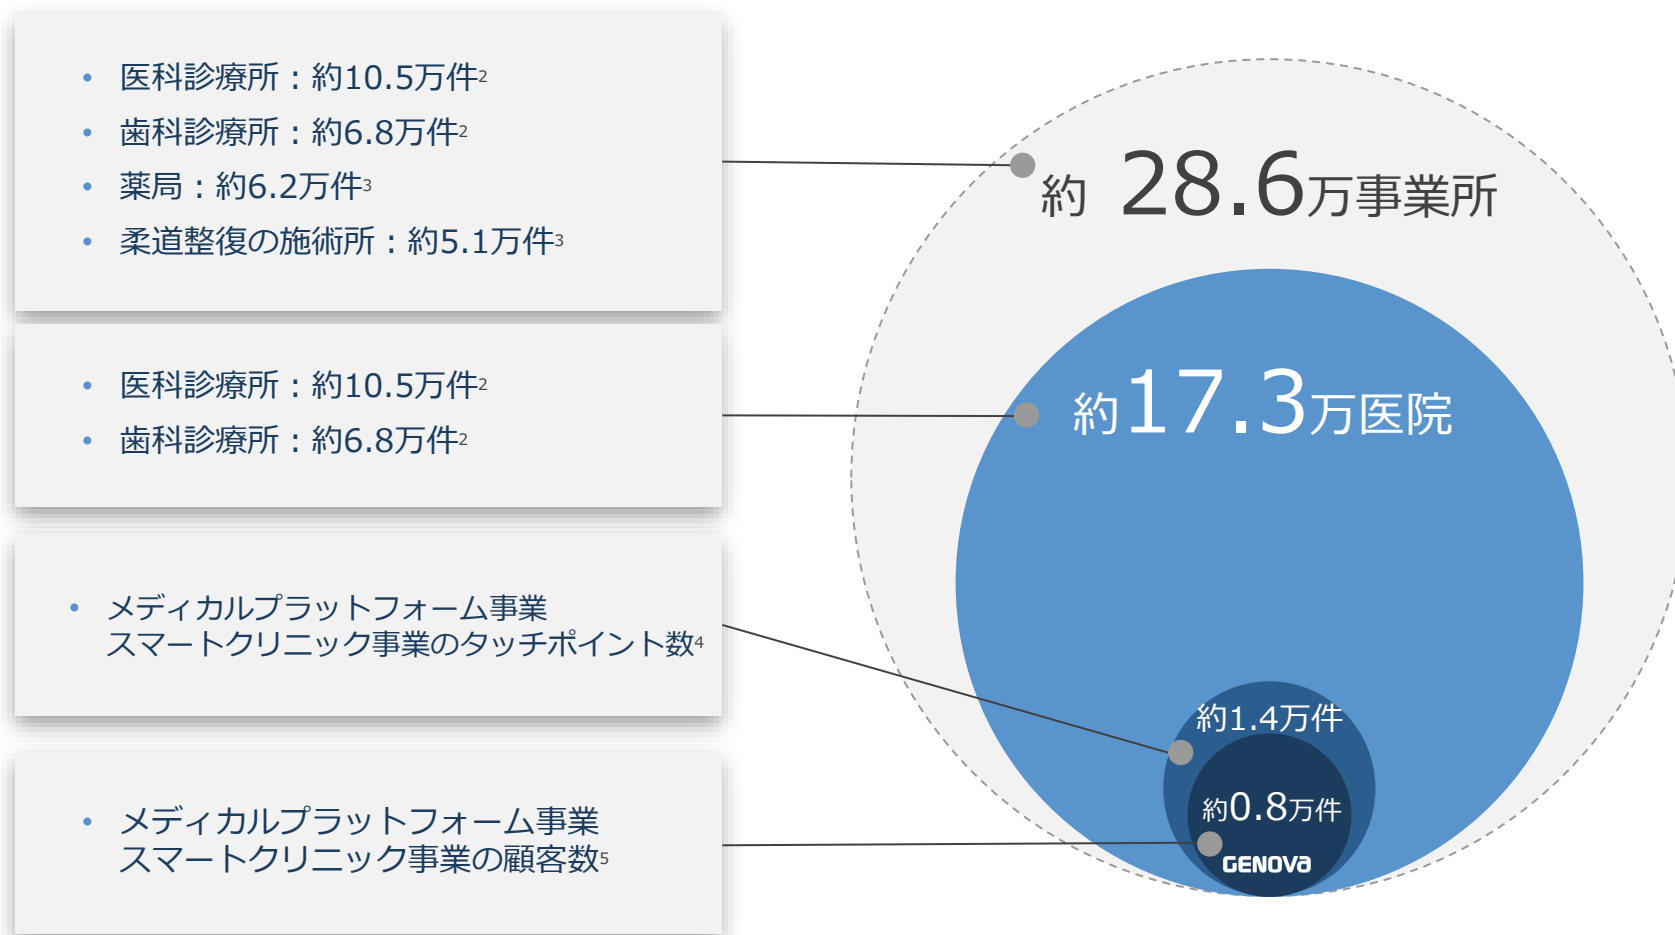 • 医科診療所：約10.5万件2
• 歯科診療所：約6.8万件2
• 薬局：約6.2万件3
• 柔道整復の施術所：約5.1万件3
• 医科診療所：約10.5万件2
• 歯科診療所：約6.8万件2
• メディカルプラットフォーム事業
スマートクリニック事業のタッチポイント数4
• メディカルプラットフォーム事業
スマートクリニック事業の顧客数5
約 28.6万事業所
約17.3万医院
約1.4万件
約0.8万件
GENOVA